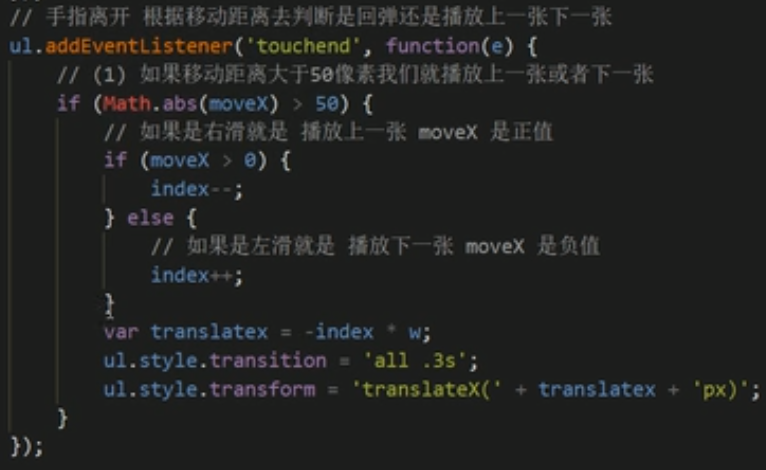 // 手指离开 根据移动距离去判断是回弹还是播放上一张下一张
ul.addEventListener('touchend', function(e) {
    // (1) 如果移动距离大于50像素我们就播放上一张或者下一张
    if (Math.abs(moveX) > 50) {
        // 如果是右滑就是 播放上一张 moveX 是正值
        if (moveX > 0) {
            index--;
        } else {
            // 如果是左滑就是 播放下一张 moveX 是负值
            index++;
        }
        var translatex = -index * w;
        ul.style.transition = 'all .3s';
        ul.style.transform = 'translateX(' + translatex + 'px)';
    }
});